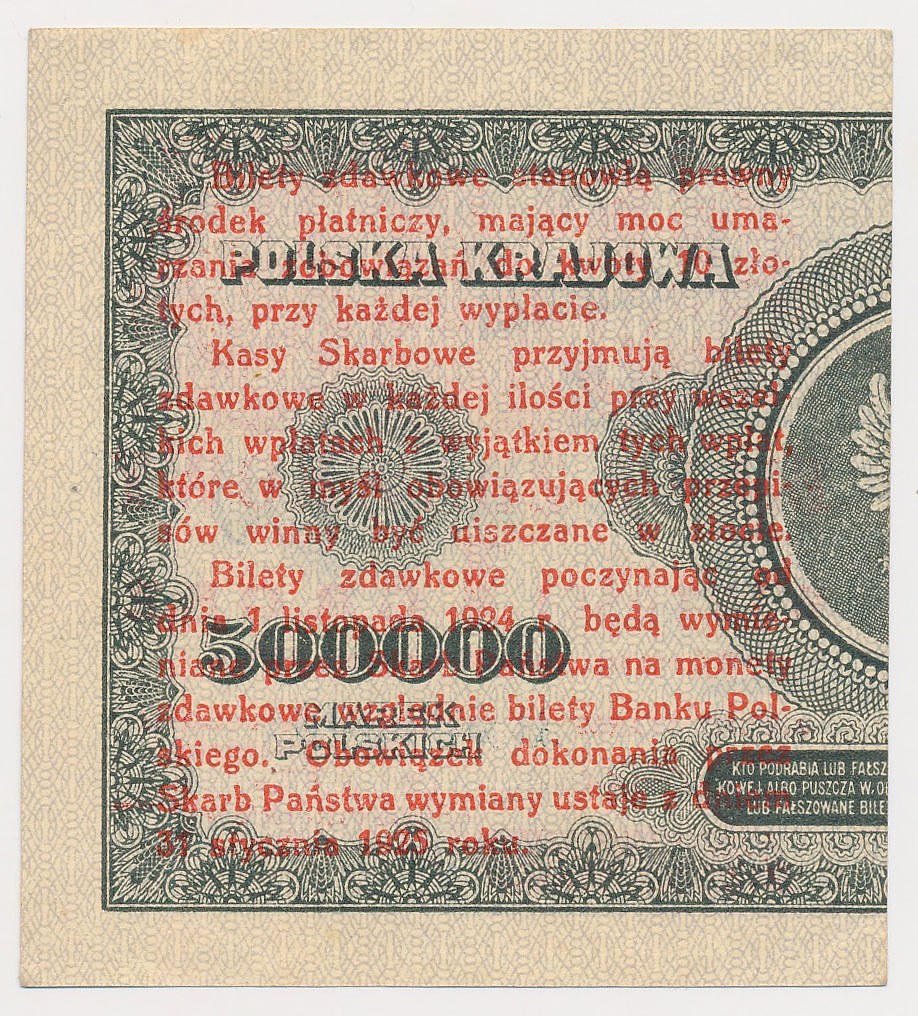 Bilety zdawkowe stanowią prawny
środek płatniczy, mający moc uma-
POLSKA KRAJOWA
rzania zobowiązań do kwoty 10 zło-
tych, przy każdej wypłacie.
Kasy Skarbowe przyjmują bilety
zdawkowe w każdej ilości przy wszel-
kich wpłatach z wyjątkiem tych wpłat,
które w myśl obowiązujących przepi-
sów winny być uiszczane w złocie.
Bilety zdawkowe poczynając od
dnia 1 listopada 1924 r. będą wymie-
500000
niane przez Skarb Państwa na monety
zdawkowe względnie bilety Banku Pol-
MAREK
POLSKICH
skiego. Obowiązek dokonania przez
Skarb Państwa wymiany ustaje z dniem
31 stycznia 1925 roku.
KTO PODRABIA LUB FAŁSZ
KOWEJ ALBO PUSZCZA W O
LUB FAŁSZOWANE BILE